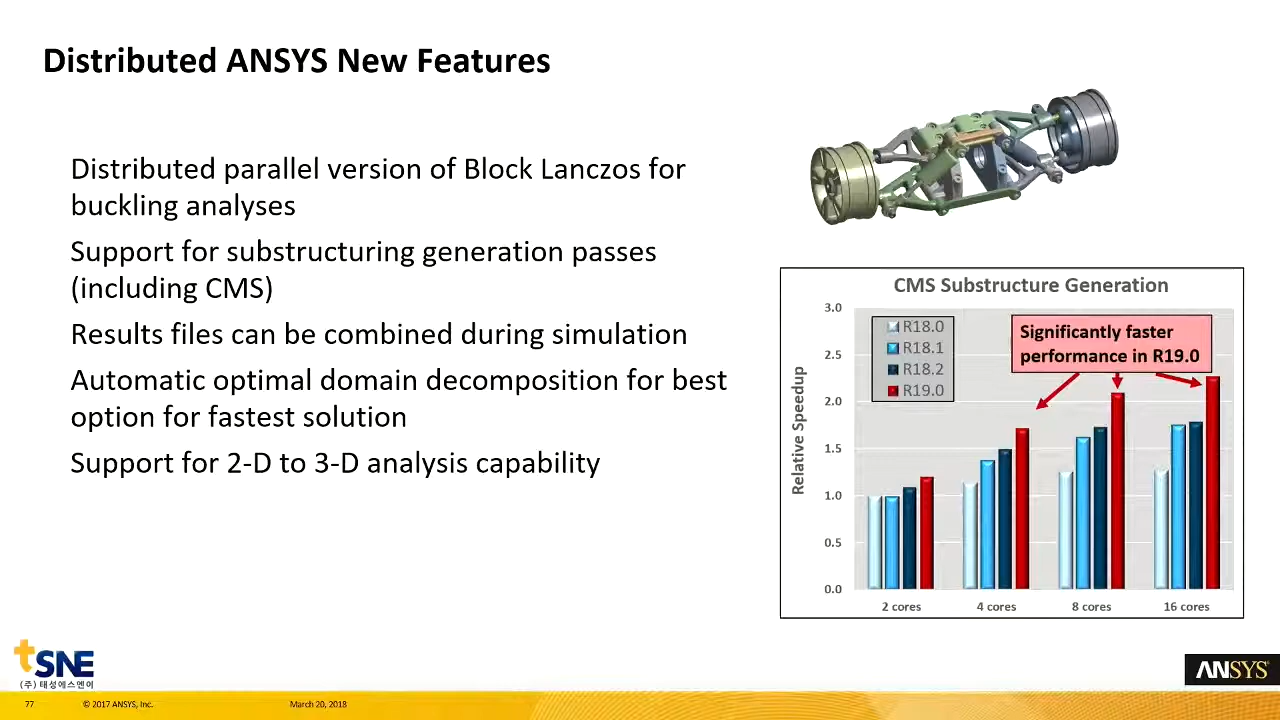 Distributed ANSYS New Features
Distributed parallel version of Block Lanczos for
buckling analyses
Support for substructuring generation passes
(including CMS)
Results files can be combined during simulation
Automatic optimal domain decomposition for best
option for fastest solution
Support for 2-D to 3-D analysis capability
CMS Substructure Generation
Relative Speedup
3.0
2.5
2.0
1.5
1.0
0.5
0.0
R18.0
R18.1
R18.2
R19.0
Significantly faster
performance in R19.0
2 cores
4 cores
8 cores
16 cores
tSNE
(주) 태성에스엔이
ANSYS
77
© 2017 ANSYS, Inc.
March 20, 2018